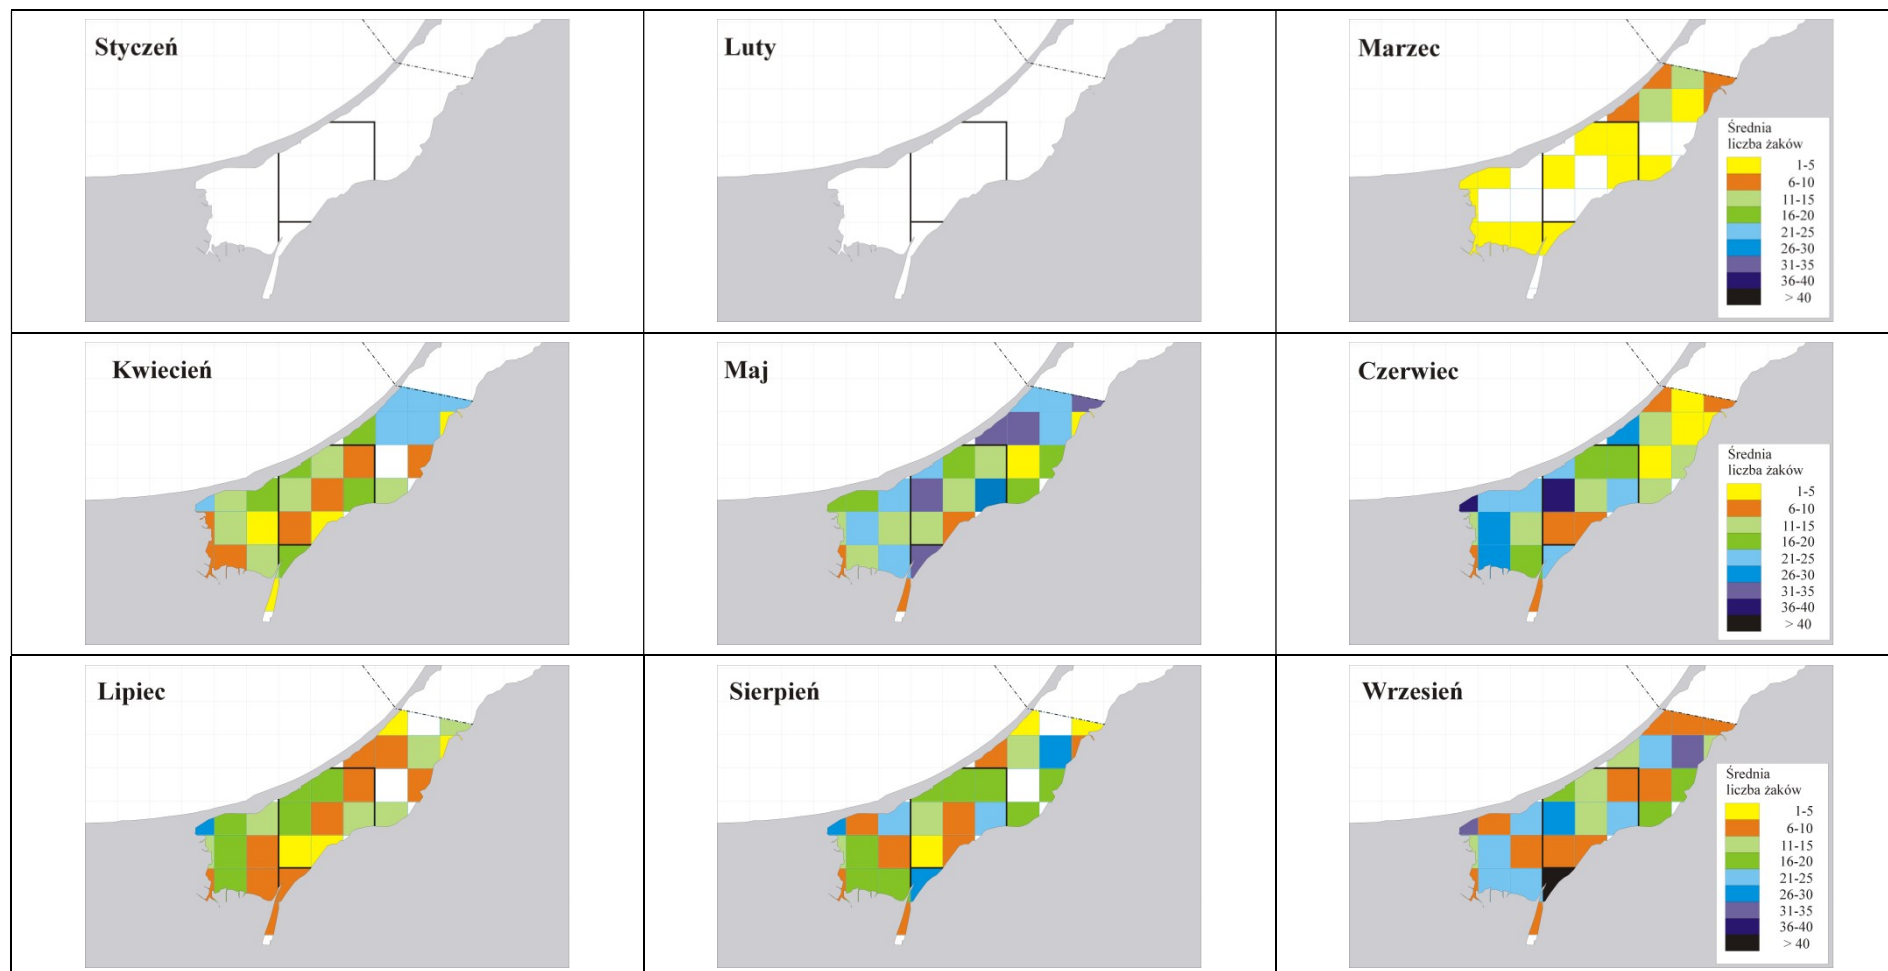 Styczeń
Luty
Marzec
Średnia
liczba żaków
1-5
6-10
11-15
16-20
21-25
26-30
31-35
36-40
> 40
Kwiecień
Maj
Czerwiec
Średnia
liczba żaków
1-5
6-10
11-15
16-20
21-25
26-30
31-35
36-40
> 40
Lipiec
Sierpień
Wrzesień
Średnia
liczba żaków
1-5
6-10
11-15
16-20
21-25
26-30
31-35
36-40
> 40